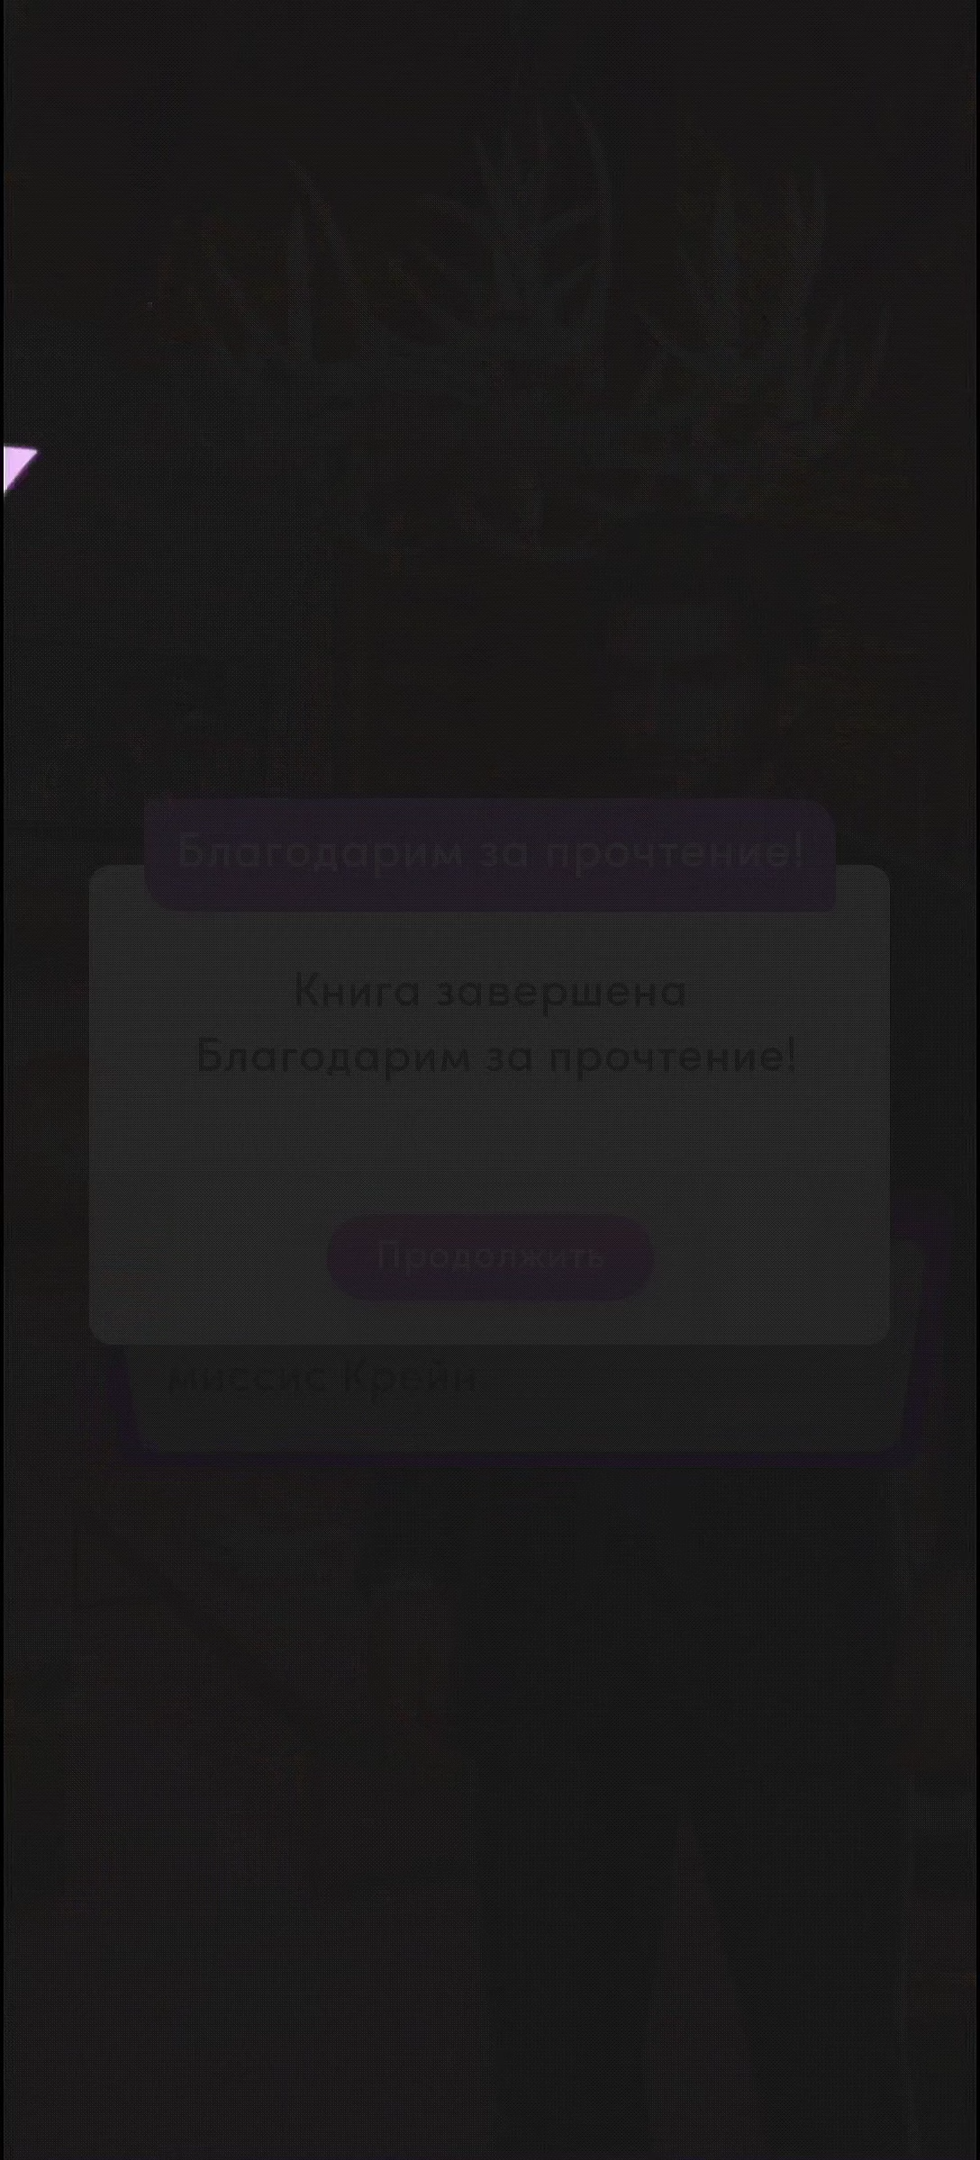 Благодарим за прочтение!
Книга завершена
Благодарим за прочтение!
Продолжить
миссис Крейн